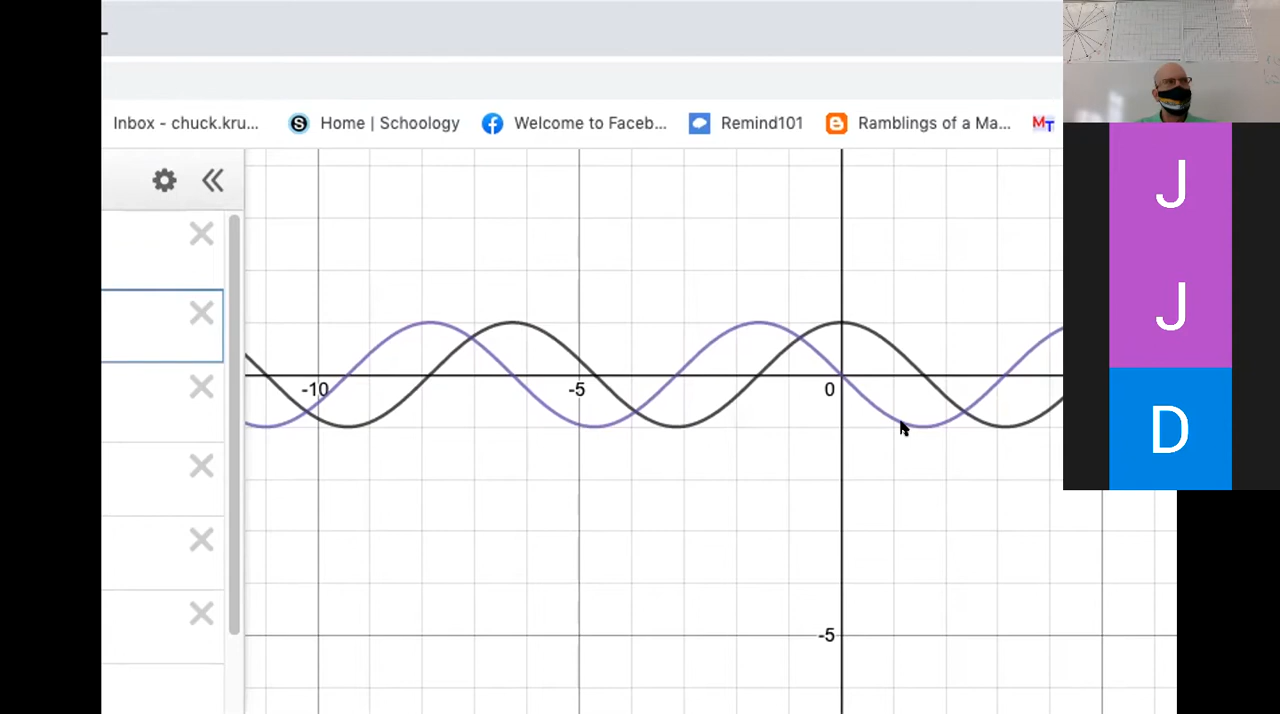 Inbox - chuck.kru...
S Home | Schoology
Welcome to Faceb...
Remind101
Ramblings of a Ma...
MT
J
J
D
-10
-5
0
-5